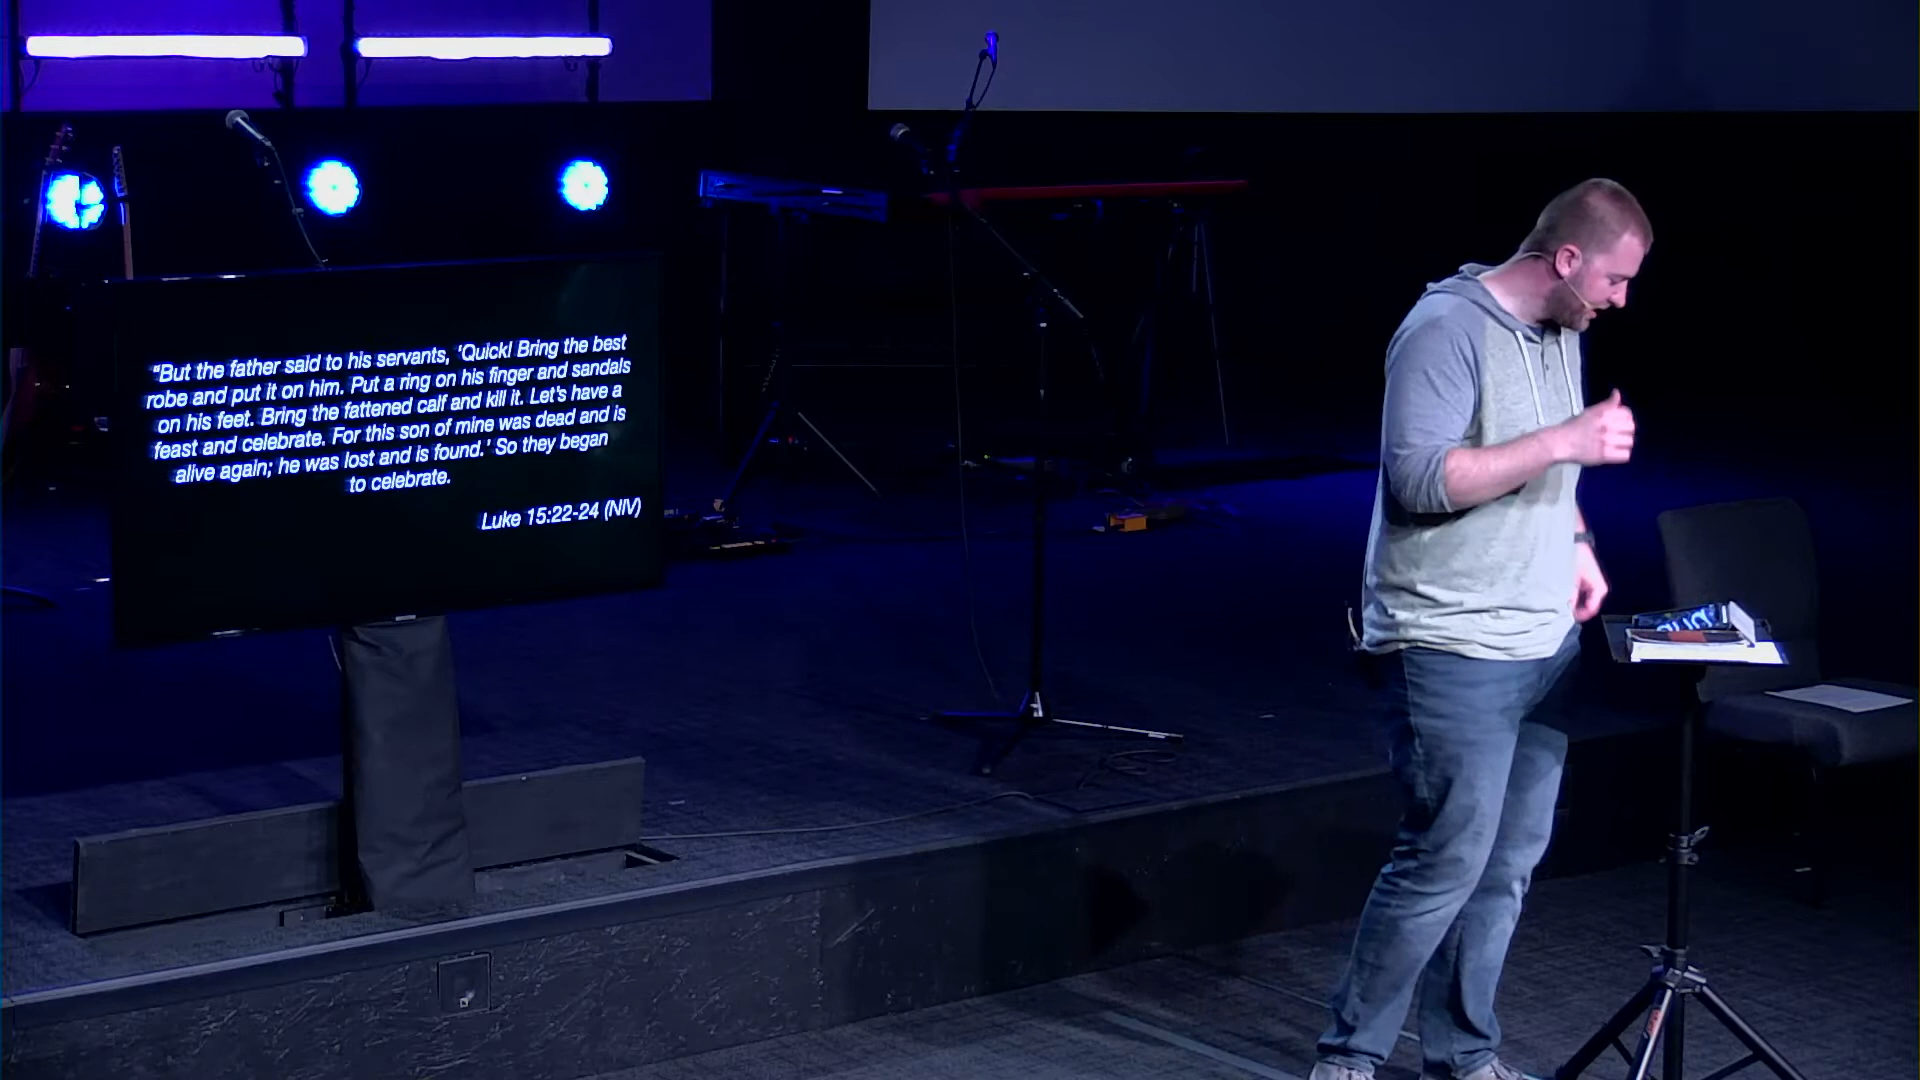 “But the father said to his servants, ‘Quick! Bring the best
robe and put it on him. Put a ring on his finger and sandals
on his feet. Bring the fattened calf and kill it. Let’s have a
feast and celebrate. For this son of mine was dead and is
alive again; he was lost and is found.’ So they began
to celebrate.
Luke 15:22-24 (NIV)